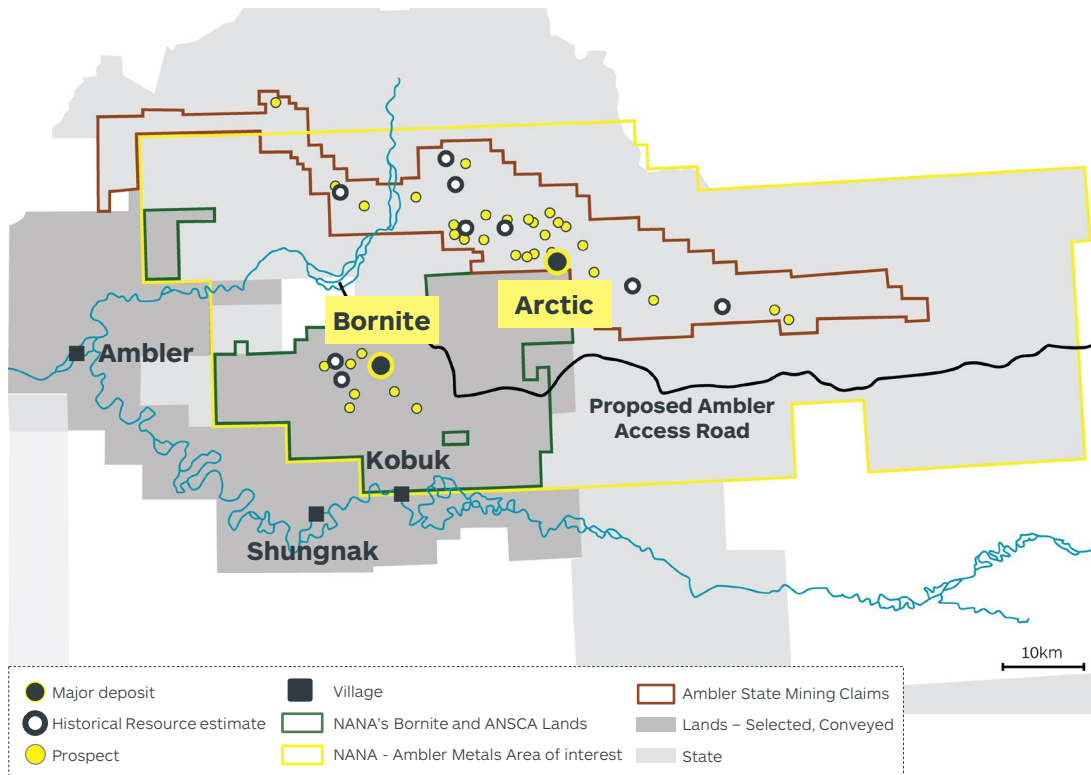 Arctic
Bornite
Ambler
Proposed Ambler
Access Road
Kobuk
Shungnak
10km
Major deposit
Historical Resource estimate
Prospect
Village
NANA's Bornite and ANSCA Lands
NANA - Ambler Metals Area of interest
Ambler State Mining Claims
Lands – Selected, Conveyed
State